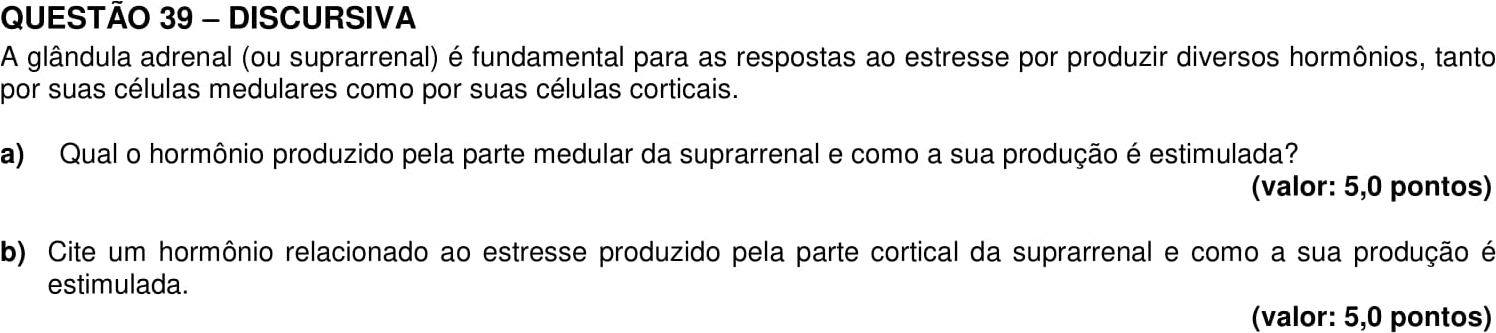 QUESTÃO 39 – DISCURSIVA
A glândula adrenal (ou suprarrenal) é fundamental para as respostas ao estresse por produzir diversos hormônios, tanto
por suas células medulares como por suas células corticais.
a) Qual o hormônio produzido pela parte medular da suprarrenal e como a sua produção é estimulada?
(valor: 5,0 pontos)
b) Cite um hormônio relacionado ao estresse produzido pela parte cortical da suprarrenal e como a sua produção é
estimulada.
(valor: 5,0 pontos)